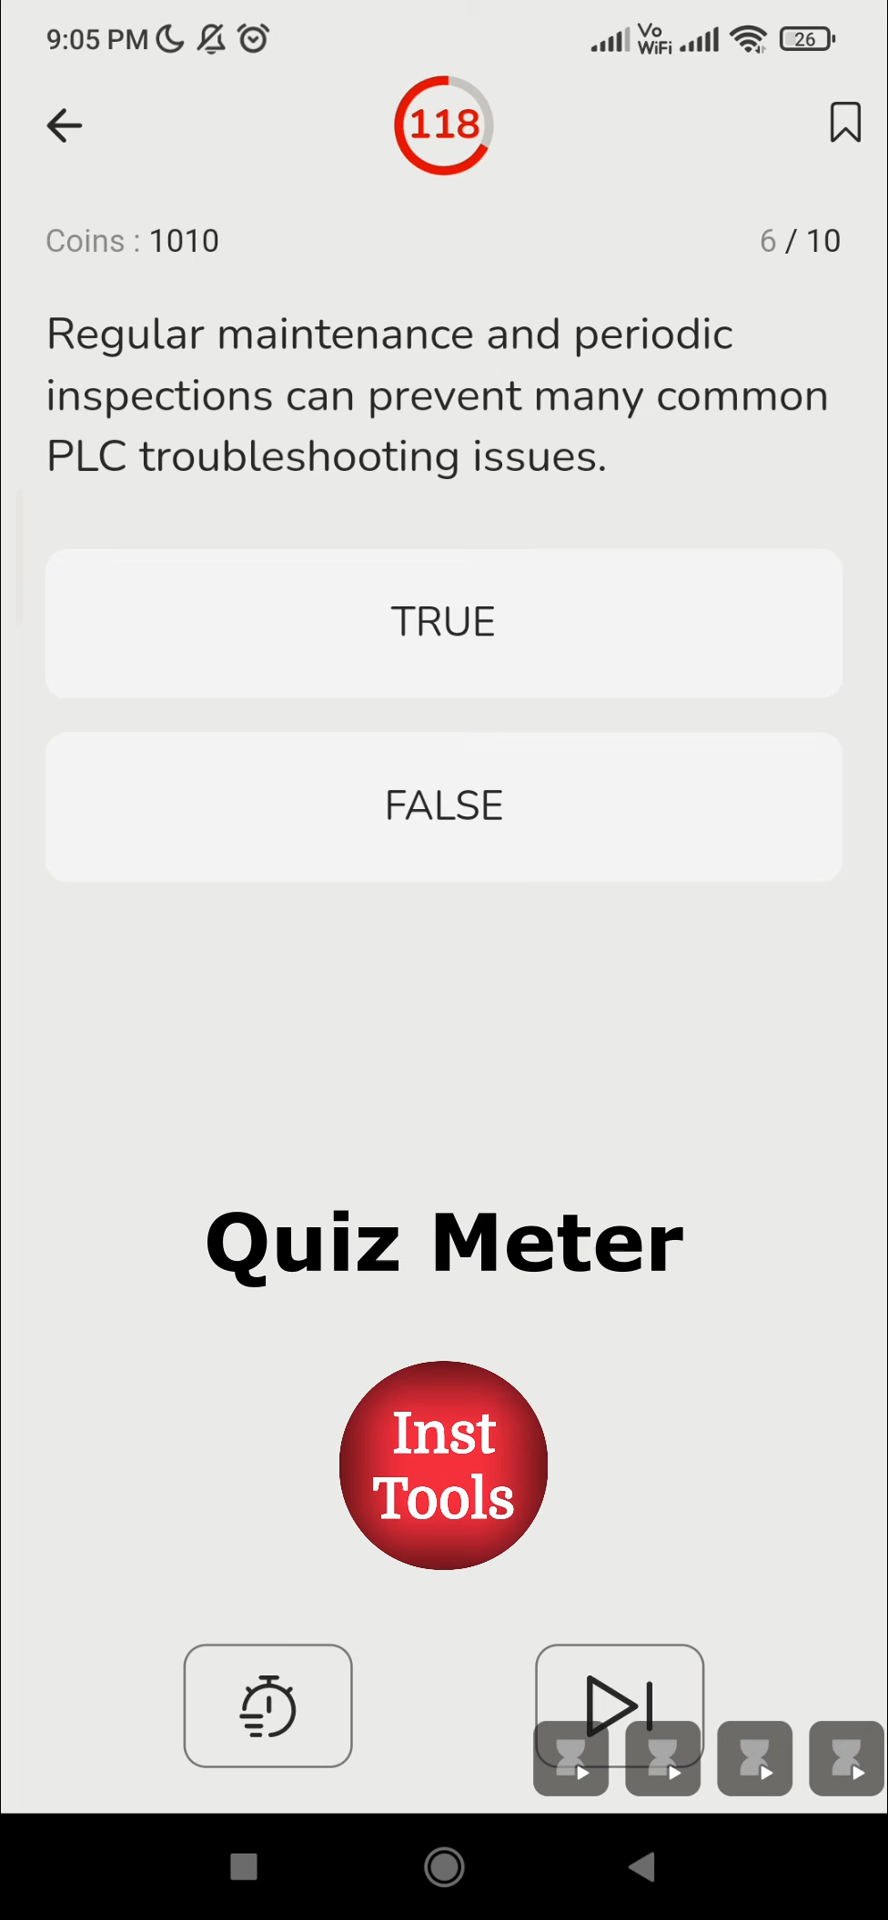 9:05 PM
Vo
WiFi
26
118
Coins : 1010
6 / 10
Regular maintenance and periodic
inspections can prevent many common
PLC troubleshooting issues.
TRUE
FALSE
Quiz Meter
Inst
Tools